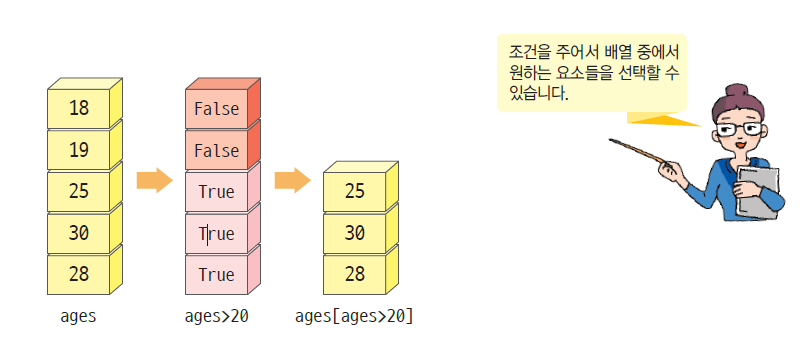 조건을 주어서 배열 중에서
원하는 요소들을 선택할 수
있습니다.
18
19
25
30
28
ages
False
False
True
True
True
ages>20
25
30
28
ages[ages>20]